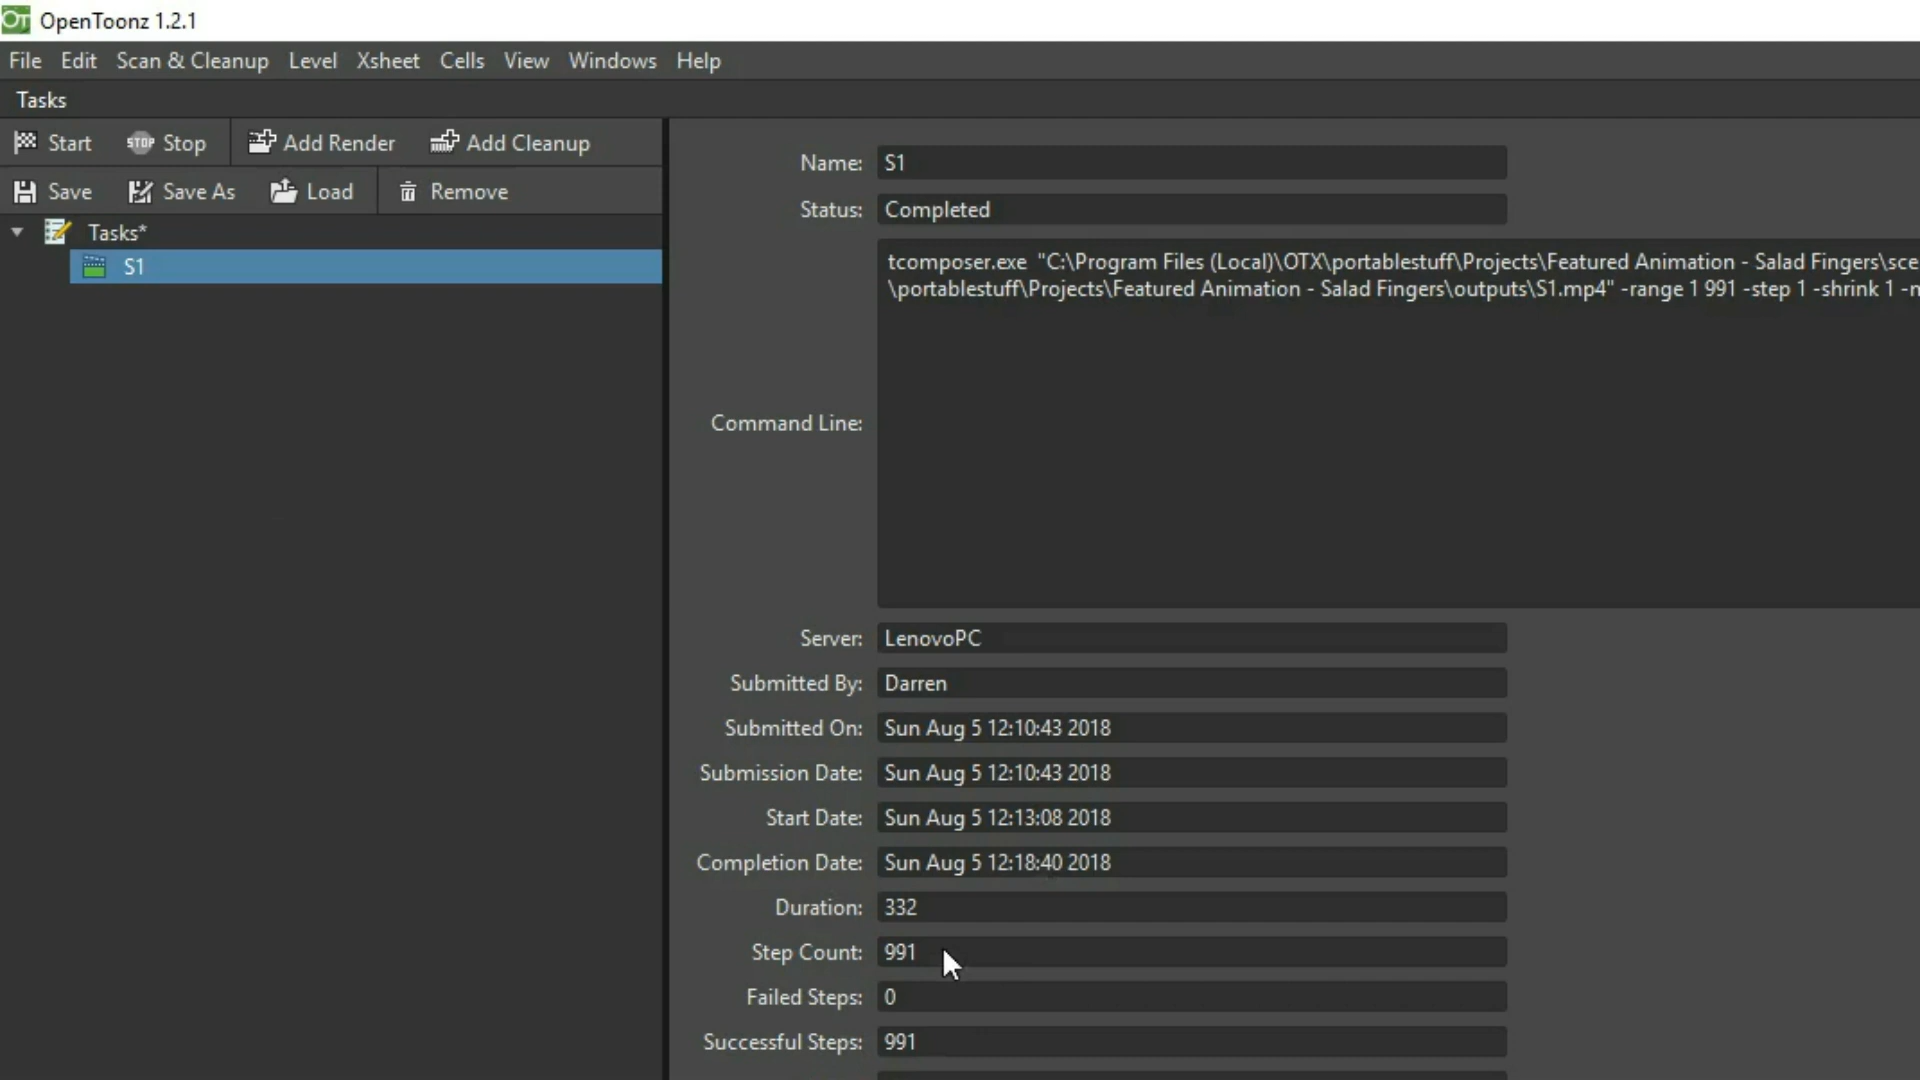 OpenToonz 1.2.1
File Edit Scan & Cleanup Level Xsheet Cells View Windows Help
Tasks
Start STOP Stop Add Render Add Cleanup
Save Save As Load Remove
Tasks*
S1
Name: S1
Status: Completed
Command Line:
tcomposer.exe "C:\Program Files (Local)\OTX\portablestuff\Projects\Featured Animation - Salad Fingers\sce
\portablestuff\Projects\Featured Animation - Salad Fingers\outputs\S1.mp4" -range 1 991 -step 1 -shrink 1 -n
Server: LenovoPC
Submitted By: Darren
Submitted On: Sun Aug 5 12:10:43 2018
Submission Date: Sun Aug 5 12:10:43 2018
Start Date: Sun Aug 5 12:13:08 2018
Completion Date: Sun Aug 5 12:18:40 2018
Duration: 332
Step Count: 991
Failed Steps: 0
Successful Steps: 991